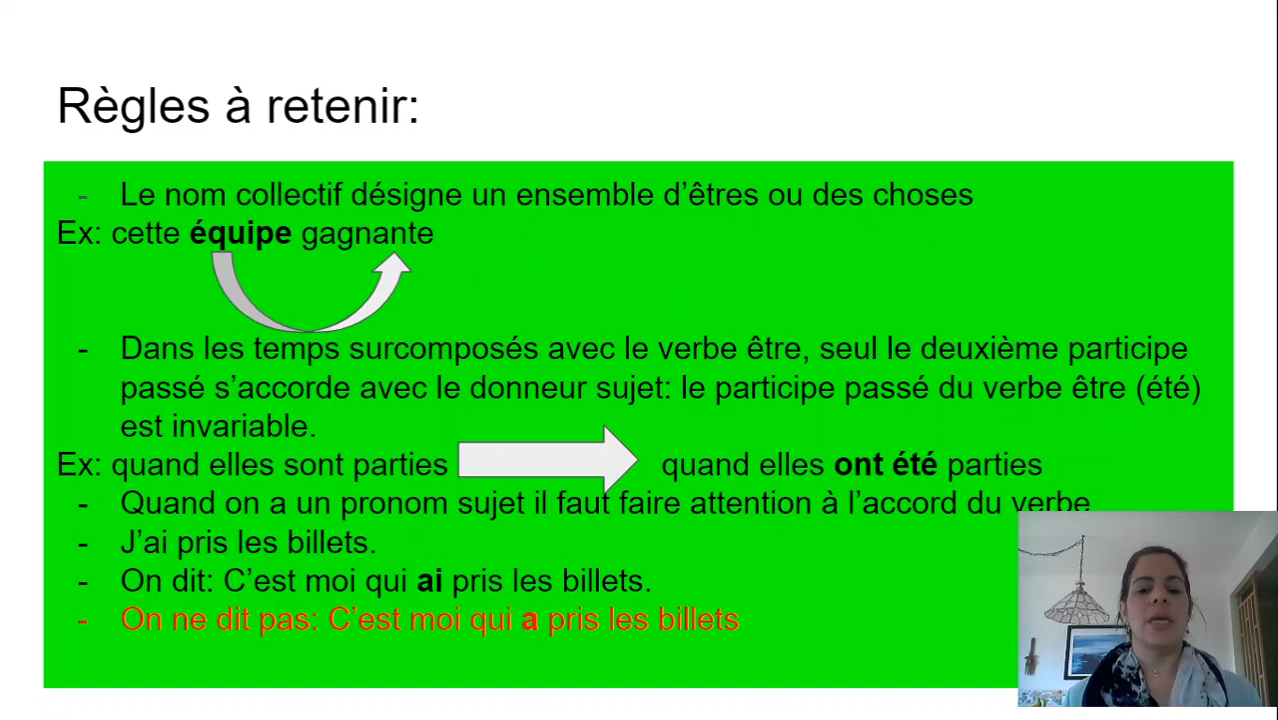 Règles à retenir:
- Le nom collectif désigne un ensemble d’êtres ou des choses
Ex: cette équipe gagnante
- Dans les temps surcomposés avec le verbe être, seul le deuxième participe
passé s’accorde avec le donneur sujet: le participe passé du verbe être (été)
est invariable.
Ex: quand elles sont parties quand elles ont été parties
- Quand on a un pronom sujet il faut faire attention à l’accord du verbe
- J’ai pris les billets.
- On dit: C’est moi qui ai pris les billets.
- On ne dit pas: C’est moi qui a pris les billets